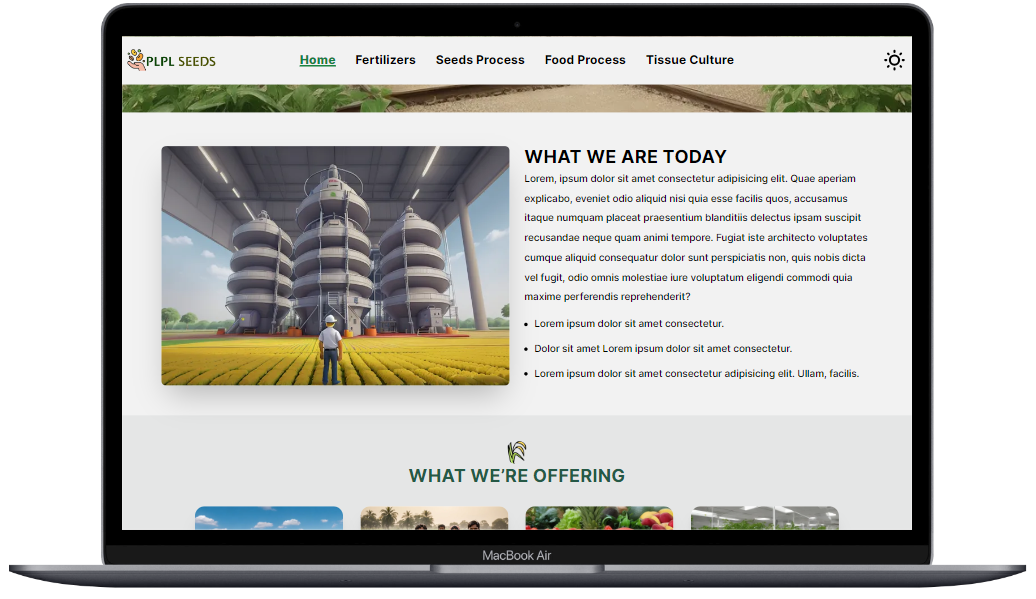 PLPL SEEDS
Home Fertilizers Seeds Process Food Process Tissue Culture
WHAT WE ARE TODAY
Lorem, ipsum dolor sit amet consectetur adipisicing elit. Quae aperiam
explicabo, eveniet odio aliquid nisi quia esse facilis quos, accusamus
itaque numquam placeat praesentium blanditiis delectus ipsam suscipit
recusandae neque quam animi tempore. Fugiat iste architecto voluptates
cumque aliquid consequatur dolor sunt perspiciatis non, quis nobis dicta
vel fugit, odio omnis molestiae iure voluptatum eligendi commodi quia
maxime perferendis reprehenderit?
• Lorem ipsum dolor sit amet consectetur.
• Dolor sit amet Lorem ipsum dolor sit amet consectetur.
• Lorem ipsum dolor sit amet consectetur adipisicing elit. Ullam, facilis.
WHAT WE'RE OFFERING
MacBook Air